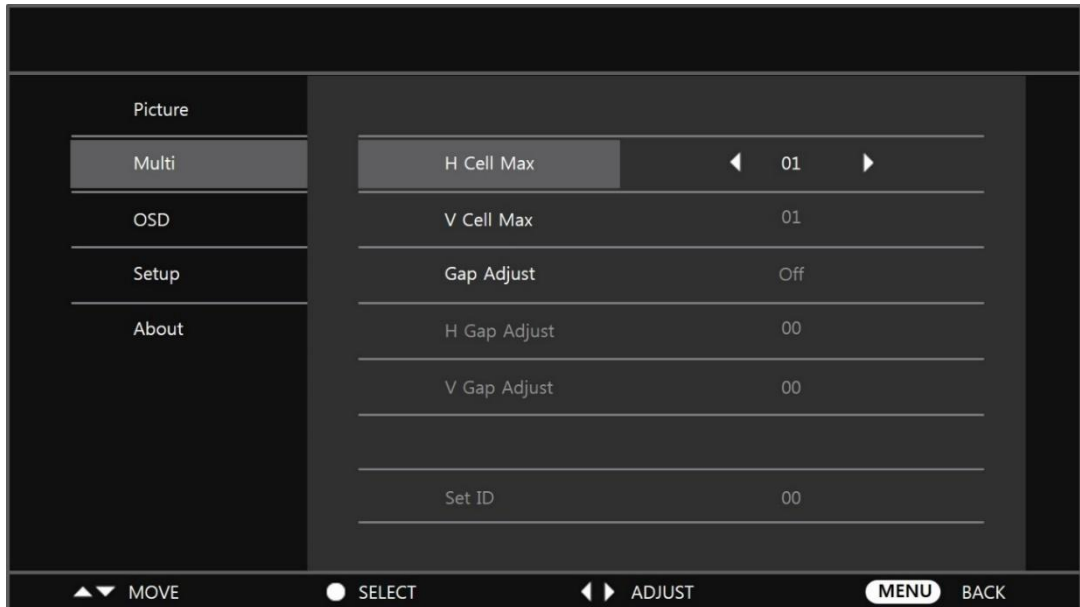 Picture
Multi
H Cell Max 01
OSD
V Cell Max 01
Setup
Gap Adjust Off
About
H Gap Adjust 00
V Gap Adjust 00
Set ID 00
MOVE SELECT ADJUST MENU BACK